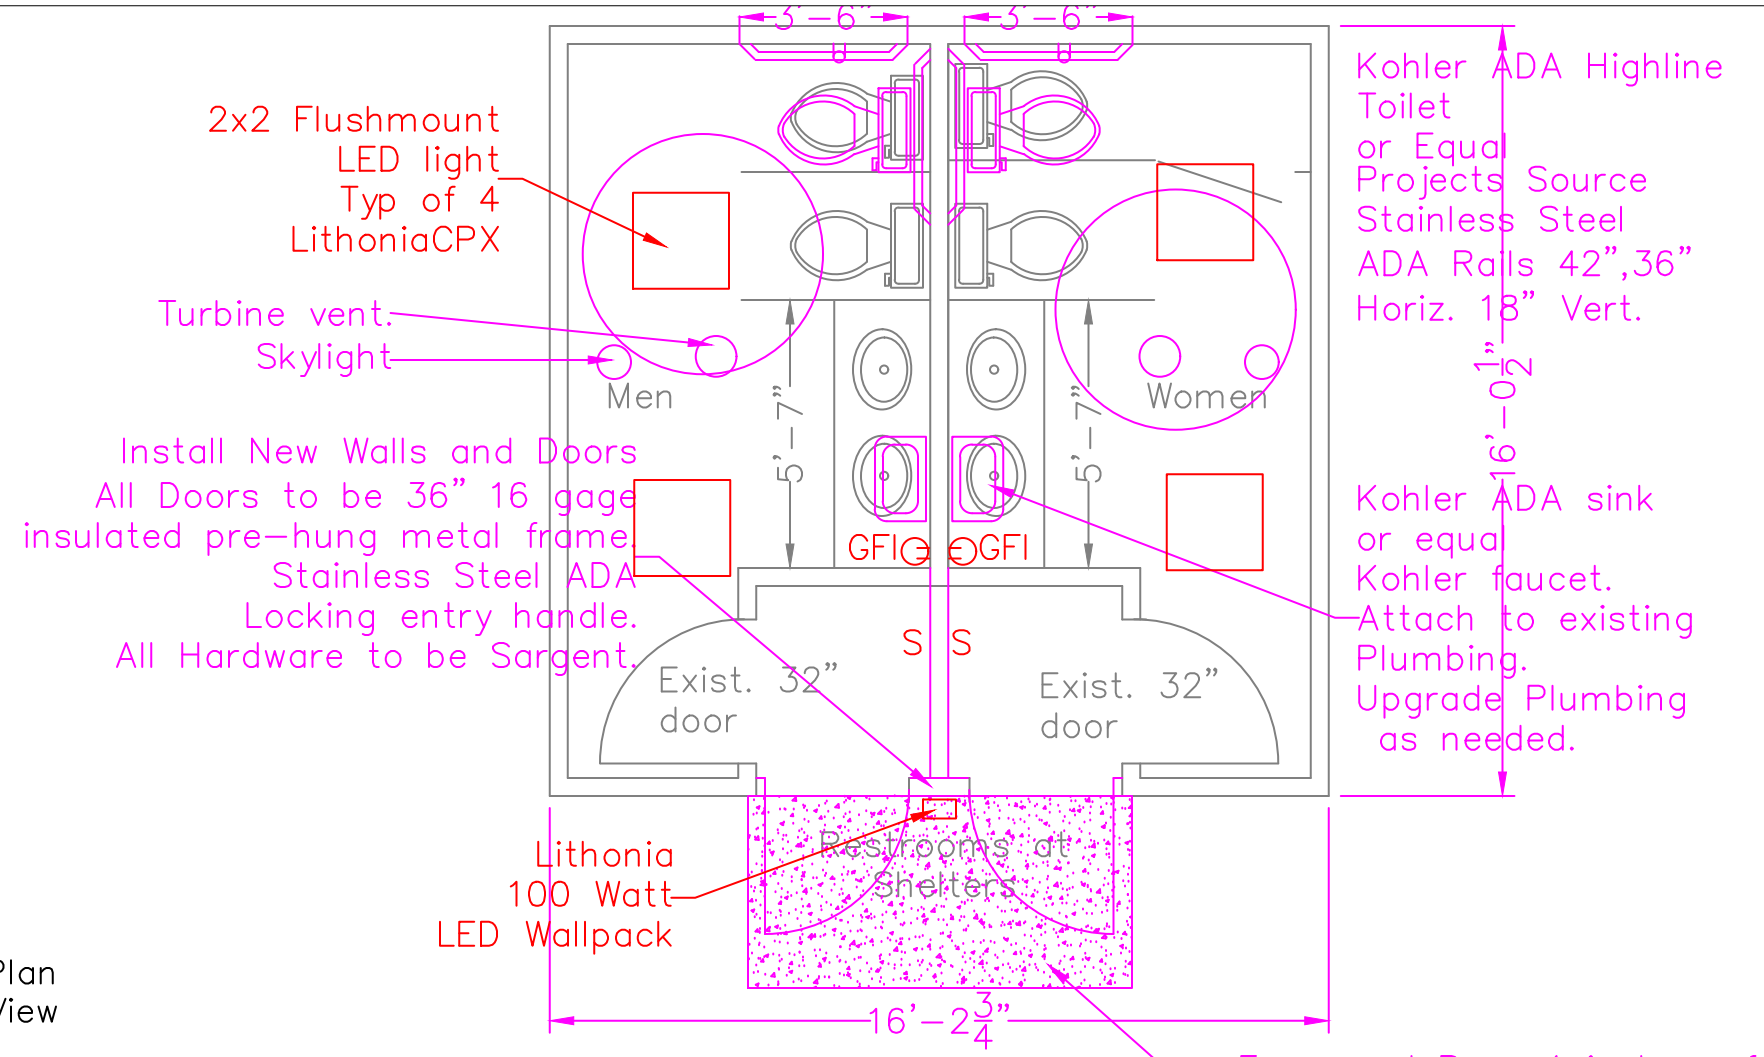 3'-6"
3'-6"
2x2 Flushmount
LED light
Typ of 4
LithoniaCPX
Kohler ADA Highline
Toilet
or Equal
Projects Source
Stainless Steel
ADA Rails 42",36"
Horiz. 18" Vert.
Turbine vent.
Skylight
Men
Women
5'-7"
5'-7"
16'-0 1/2"
Install New Walls and Doors
All Doors to be 36" 16 gage
insulated pre-hung metal frame.
Stainless Steel ADA
Locking entry handle.
All Hardware to be Sargent.
GFI
GFI
S S
Kohler ADA sink
or equal
Kohler faucet.
Attach to existing
Plumbing.
Upgrade Plumbing
as needed.
Exist. 32"
door
Exist. 32"
door
Restrooms at
Shelters
Lithonia
100 Watt
LED Wallpack
Plan
View
16'-2 3/4"